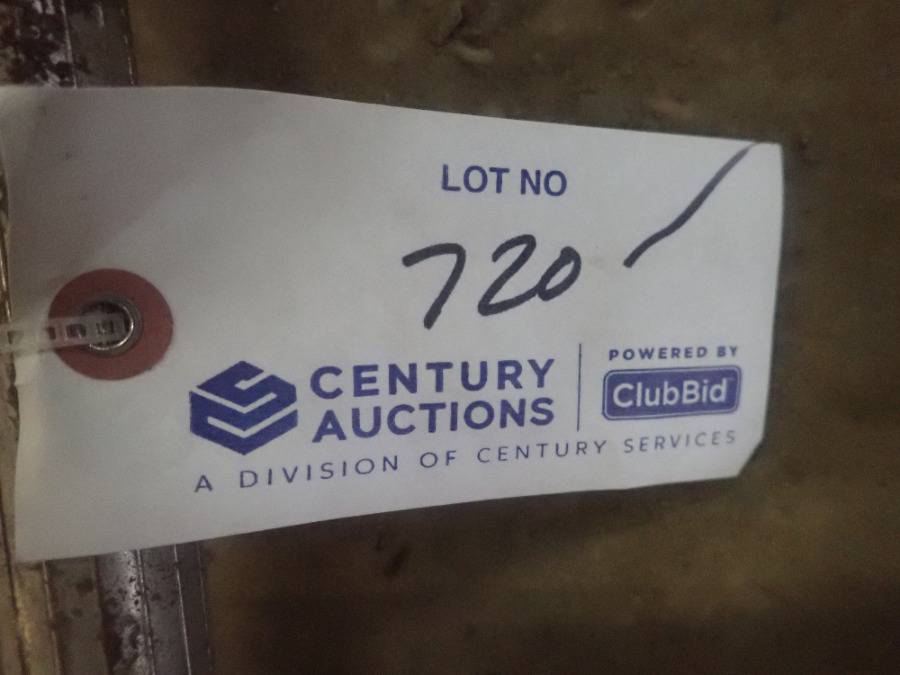 LOT NO
720
CENTURY
AUCTIONS
A DIVISION OF CENTURY SERVICES
POWERED BY
ClubBid